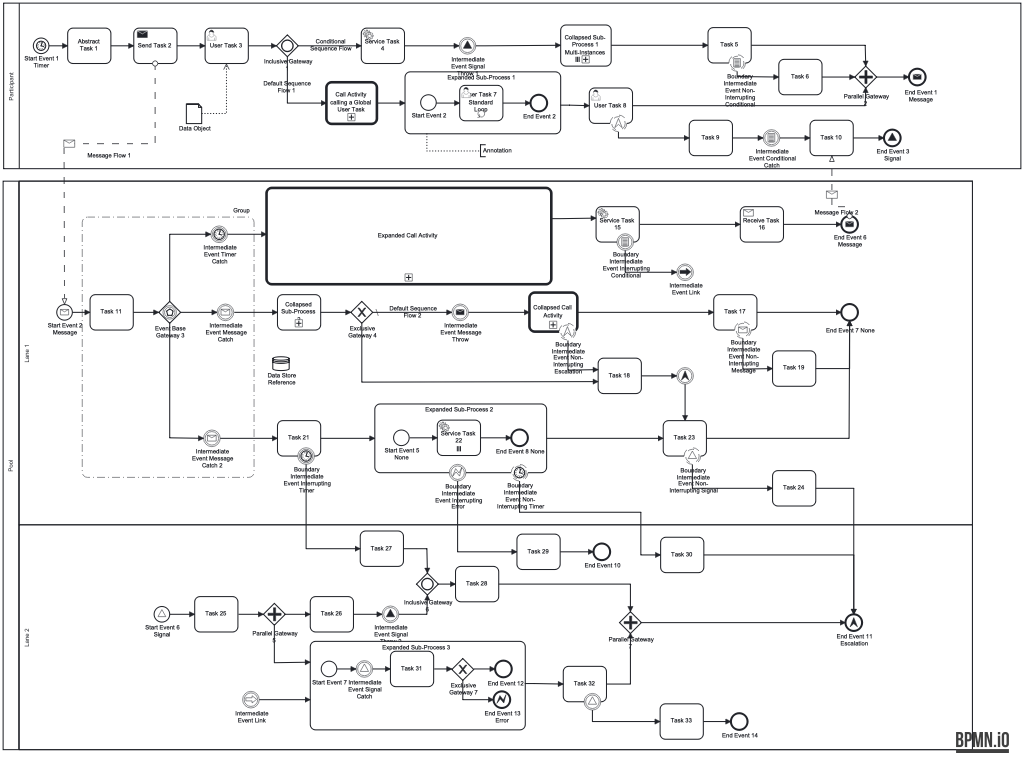 Participant
Start Event 1
Timer
Abstract
Task 1
Send Task 2
User Task 3
Inclusive Gateway
Conditional
Sequence Flow
Default Sequence
Flow 1
Service Task
4
Intermediate
Event Signal
Throw 1
Collapsed Sub-
Process 1
Multi-Instances
Task 5
Boundary
Intermediate
Event Non-
Interrupting
Conditional
Task 6
Parallel Gateway
2
End Event 1
Message
Call Activity
calling a Global
User Task
Expanded Sub-Process 1
Start Event 2
User Task 7
Standard
Loop
End Event 2
User Task 8
Data Object
Annotation
Task 9
Intermediate
Event Conditional
Catch
Task 10
End Event 3
Signal
Message Flow 1
Message Flow 2
Pool
Lane 1
Group
Intermediate
Event Timer
Catch
Expanded Call Activity
Service Task
15
Boundary
Intermediate
Event Interrupting
Conditional
Receive Task
16
End Event 6
Message
Intermediate
Event Link
Start Event 2
Message
Task 11
Event Base
Gateway 3
Intermediate
Event Message
Catch
Collapsed
Sub-Process
2
Exclusive
Gateway 4
Default Sequence
Flow 2
Intermediate
Event Message
Throw
Collapsed Call
Activity
Boundary
Intermediate
Event Non-
Interrupting
Escalation
Task 17
Boundary
Intermediate
Event Non-
Interrupting
Message
End Event 7 None
Data Store
Reference
Task 18
Task 19
Intermediate
Event Message
Catch 2
Task 21
Boundary
Intermediate
Event Interrupting
Timer
Expanded Sub-Process 2
Start Event 5
None
Service Task
22
End Event 8 None
Boundary
Intermediate
Event Interrupting
Error
Boundary
Intermediate
Event Non-
Interrupting Timer
Task 23
Boundary
Intermediate
Event Non-
Interrupting Signal
Task 24
Lane 2
Task 27
Task 29
End Event 10
Task 30
Inclusive Gateway
Task 28
Start Event 6
Signal
Task 25
Parallel Gateway
Task 26
Intermediate
Event Signal
Parallel Gateway
End Event 11
Escalation
Expanded Sub-Process 3
Start Event 7
Intermediate
Event Signal
Catch
Task 31
Exclusive
Gateway 7
End Event 12
End Event 13
Error
Intermediate
Event Link
Task 32
Task 33
End Event 14
BPMN.iO